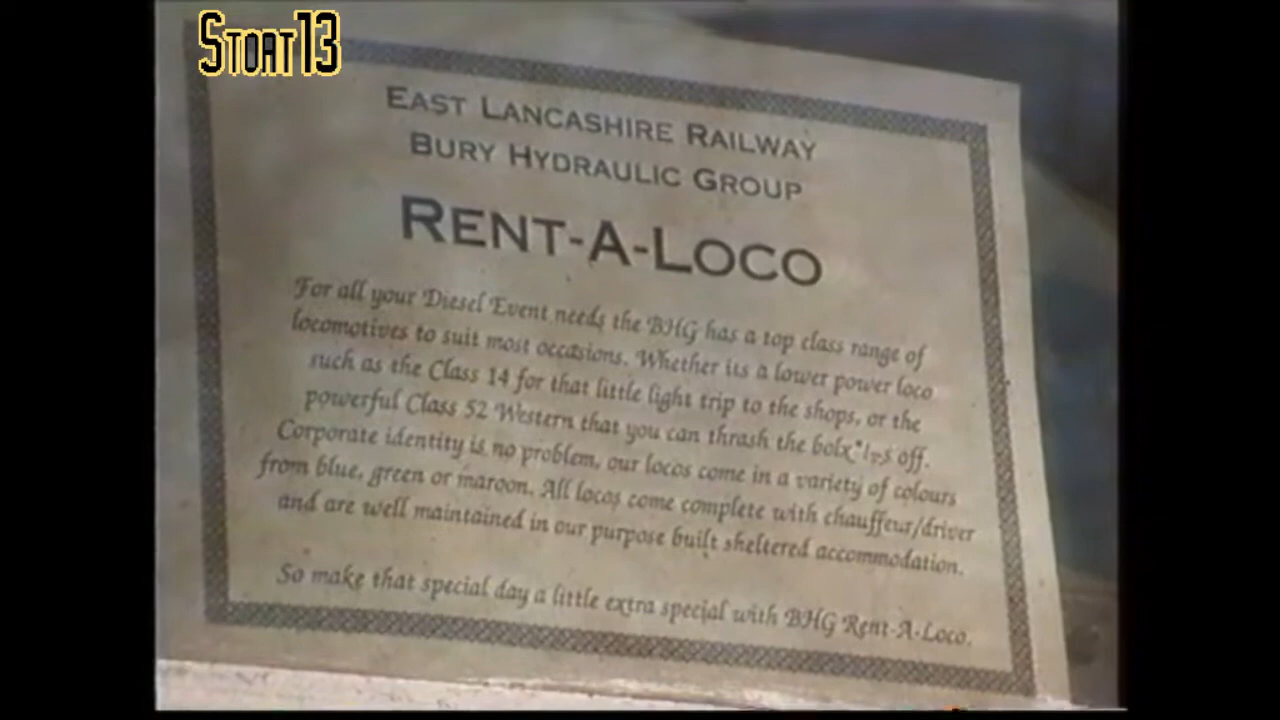 STOAT13
EAST LANCASHIRE RAILWAY
BURY HYDRAULIC GROUP
RENT-A-LOCO
For all your Diesel Event needs the BHG has a top class range of
locomotives to suit most occasions. Whether its a lower power loco
such as the Class 14 for that little light trip to the shops, or the
powerful Class 52 Western that you can thrash the off.
Corporate identity is no problem, our locos come in a variety of colours
from blue, green or maroon. All locos come complete with chauffeur/driver
and are well maintained in our purpose built sheltered accommodation.
So make that special day a little extra special with BHG Rent-A-Loco.